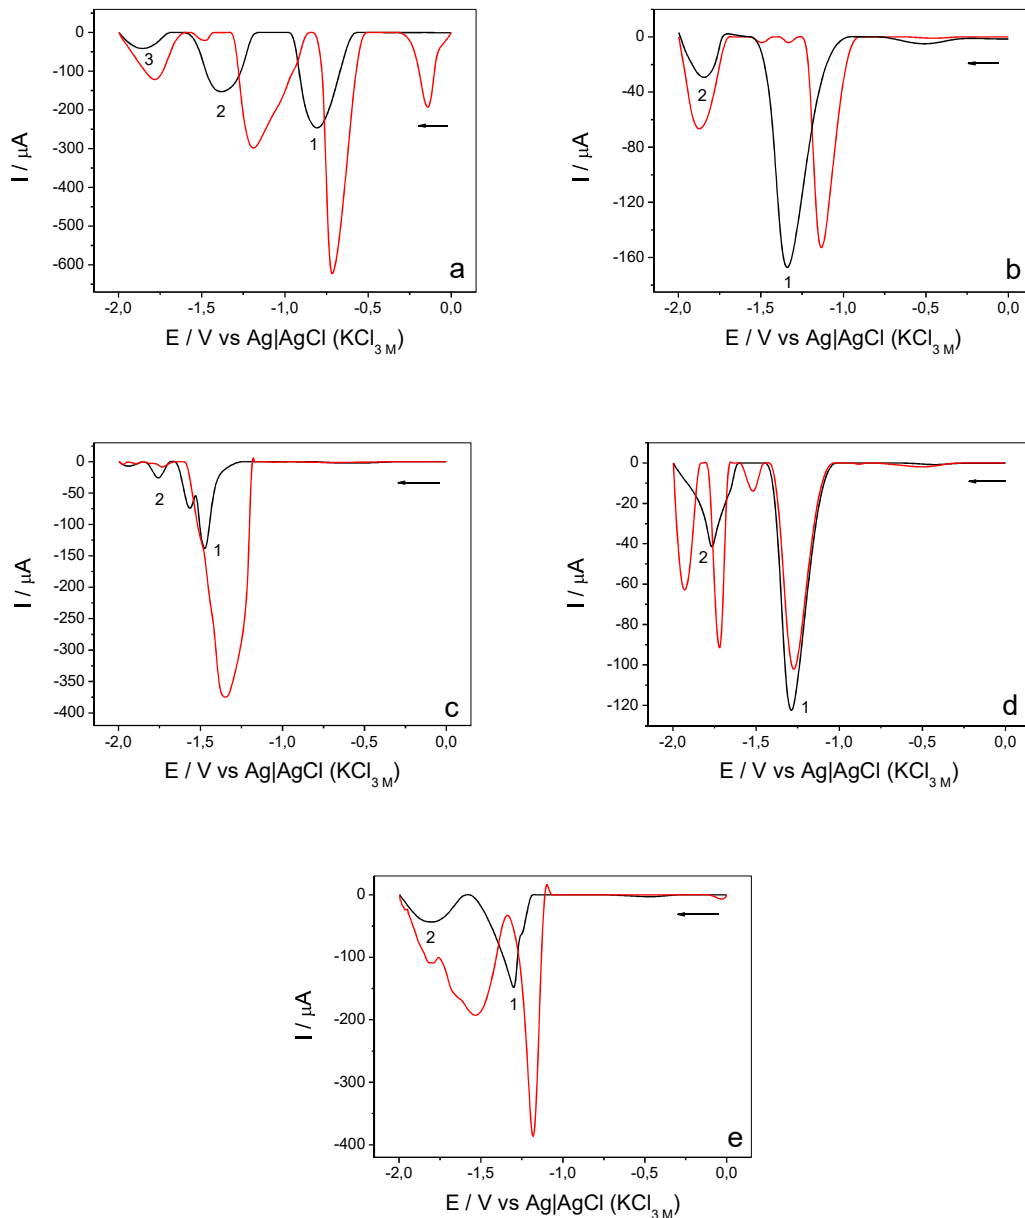 0
-100
-200
-300
-400
-500
-600
3
2
1
a
-2,0 -1,5 -1,0 -0,5 0,0
I / μA
E / V vs Ag|AgCl (KCl3 M)
0
-40
-80
-120
-160
2
1
b
-2,0 -1,5 -1,0 -0,5 0,0
I / μA
E / V vs Ag|AgCl (KCl3 M)
0
-50
-100
-150
-200
-250
-300
-350
-400
2
1
c
-2,0 -1,5 -1,0 -0,5 0,0
I / μA
E / V vs Ag|AgCl (KCl3 M)
0
-20
-40
-60
-80
-100
-120
2
1
d
-2,0 -1,5 -1,0 -0,5 0,0
I / μA
E / V vs Ag|AgCl (KCl3 M)
0
-100
-200
-300
-400
2
1
e
-2,0 -1,5 -1,0 -0,5 0,0
I / μA
E / V vs Ag|AgCl (KCl3 M)